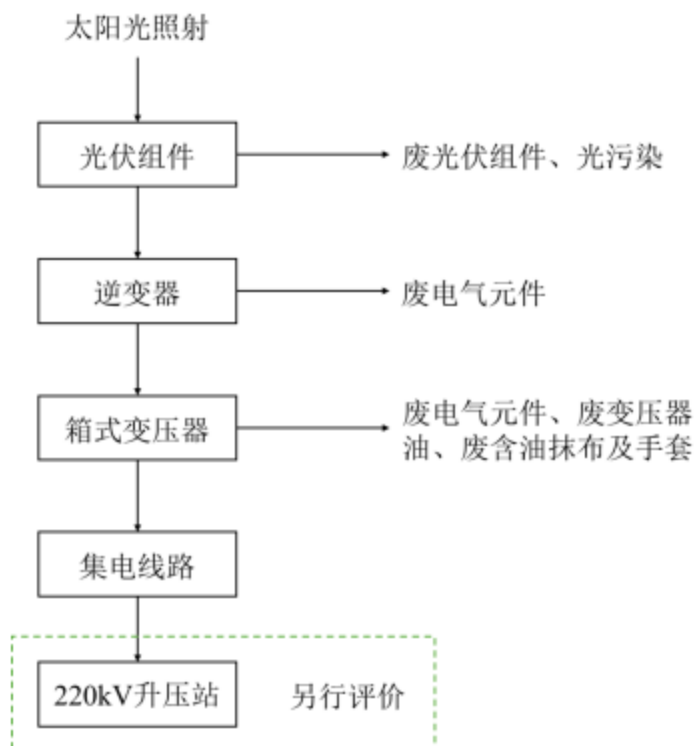 太阳光照射
光伏组件
废光伏组件、光污染
逆变器
废电气元件
箱式变压器
废电气元件、废变压器
油、废含油抹布及手套
集电线路
220kV升压站
另行评价